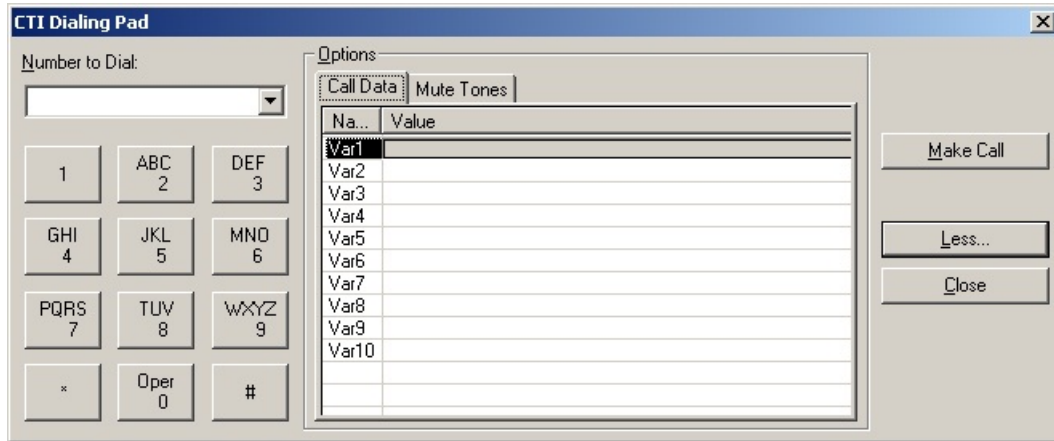 CTI Dialing Pad
Number to Dial:
1
ABC
2
DEF
3
GHI
4
JKL
5
MNO
6
PQRS
7
TUV
8
WXYZ
9
*
Oper
0
#
Options
Call Data Mute Tones
Na... Value
Var1
Var2
Var3
Var4
Var5
Var6
Var7
Var8
Var9
Var10
Make Call
Less...
Close